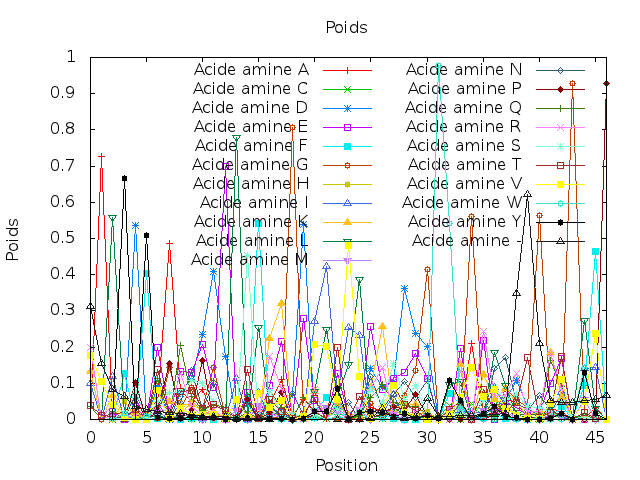 Poids
Acide amine A
Acide amine C
Acide amine D
Acide amine E
Acide amine F
Acide amine G
Acide amine H
Acide amine I
Acide amine K
Acide amine L
Acide amine M
Acide amine N
Acide amine P
Acide amine Q
Acide amine R
Acide amine S
Acide amine T
Acide amine V
Acide amine W
Acide amine Y
Acide amine -
1
0.9
0.8
0.7
0.6
0.5
0.4
0.3
0.2
0.1
0
Poids
0 5 10 15 20 25 30 35 40 45
Position